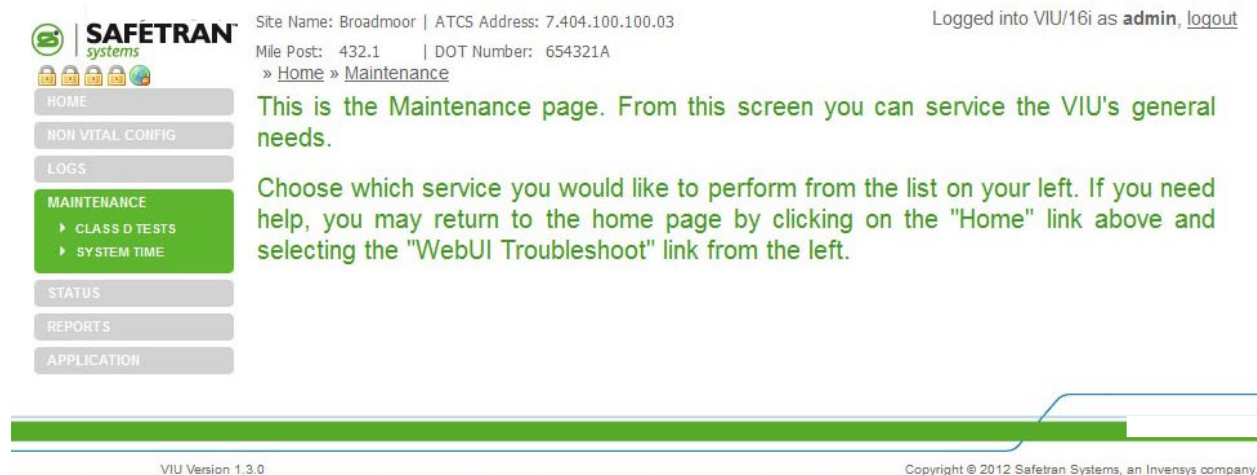 SAFETRAN™
systems
Site Name: Broadmoor | ATCS Address: 7.404.100.100.03
Mile Post: 432.1 | DOT Number: 654321A
» Home » Maintenance
Logged into VIU/16i as admin, logout
HOME
NON VITAL CONFIG
LOGS
MAINTENANCE
CLASS D TESTS
SYSTEM TIME
STATUS
REPORTS
APPLICATION
This is the Maintenance page. From this screen you can service the VIU's general
needs.
Choose which service you would like to perform from the list on your left. If you need
help, you may return to the home page by clicking on the "Home" link above and
selecting the "WebUI Troubleshoot" link from the left.
VIU Version 1.3.0
Copyright © 2012 Safetran Systems, an Invensys company.